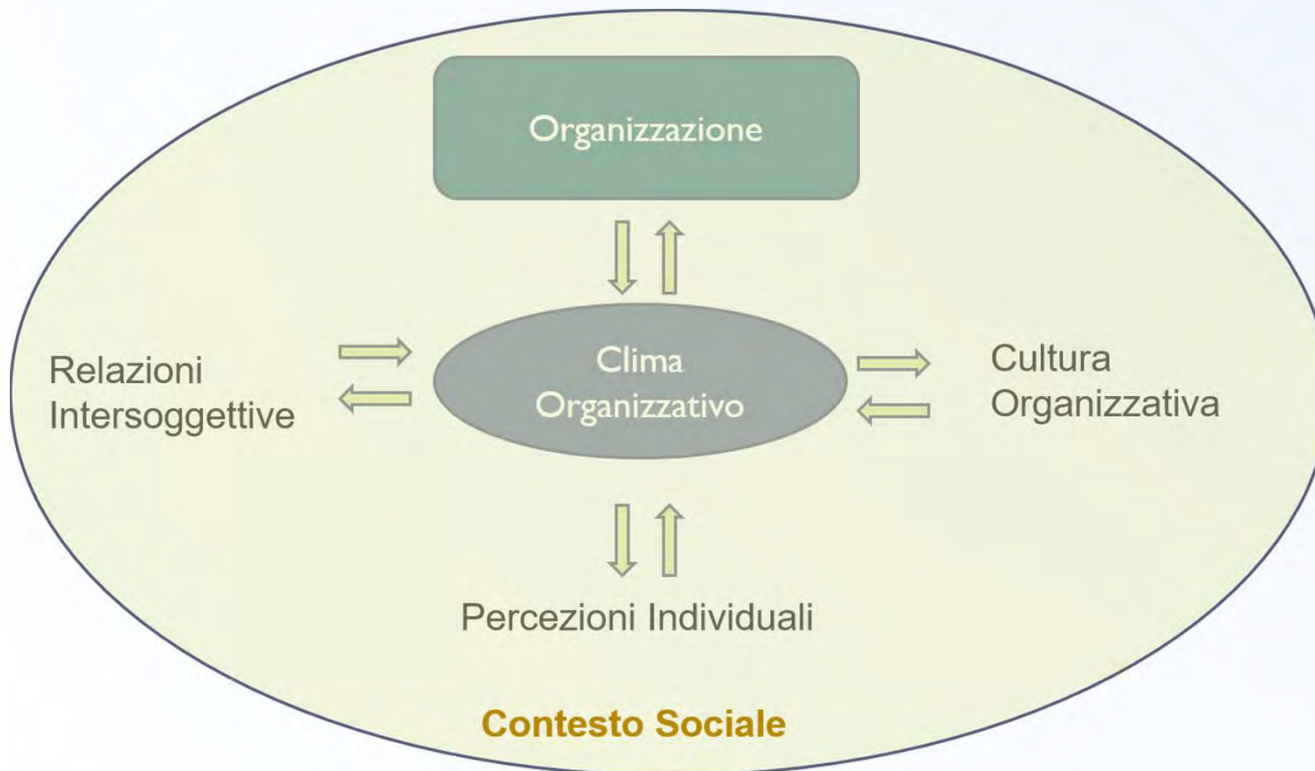 Organizzazione
Relazioni
Intersoggettive
Clima
Organizzativo
Cultura
Organizzativa
Percezioni Individuali
Contesto Sociale